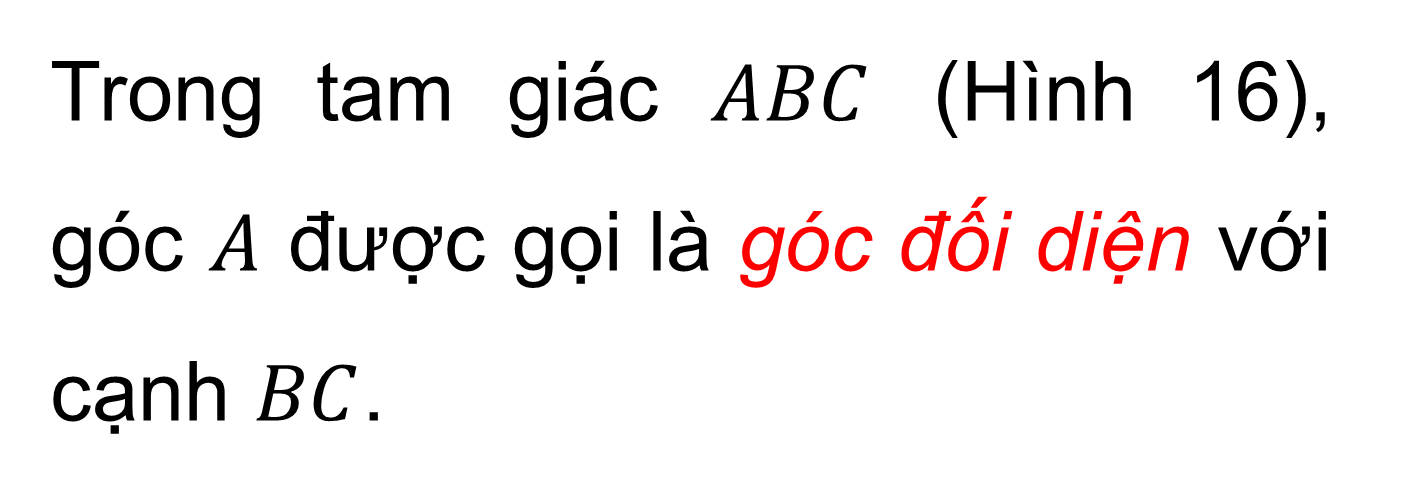 Trong tam giác ABC (Hình 16),
góc A được gọi là góc đối diện với
cạnh BC.